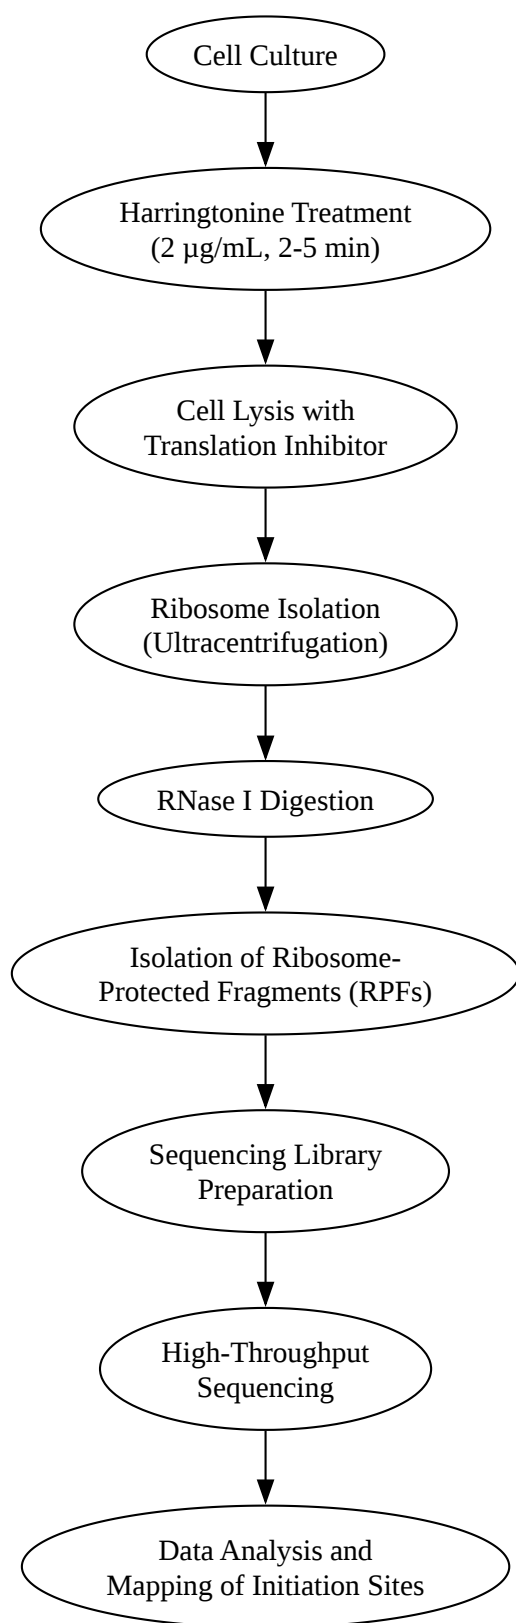 Cell Culture
Harringtonine Treatment
(2 µg/mL, 2-5 min)
Cell Lysis with
Translation Inhibitor
Ribosome Isolation
(Ultracentrifugation)
RNase I Digestion
Isolation of Ribosome-
Protected Fragments (RPFs)
Sequencing Library
Preparation
High-Throughput
Sequencing
Data Analysis and
Mapping of Initiation Sites